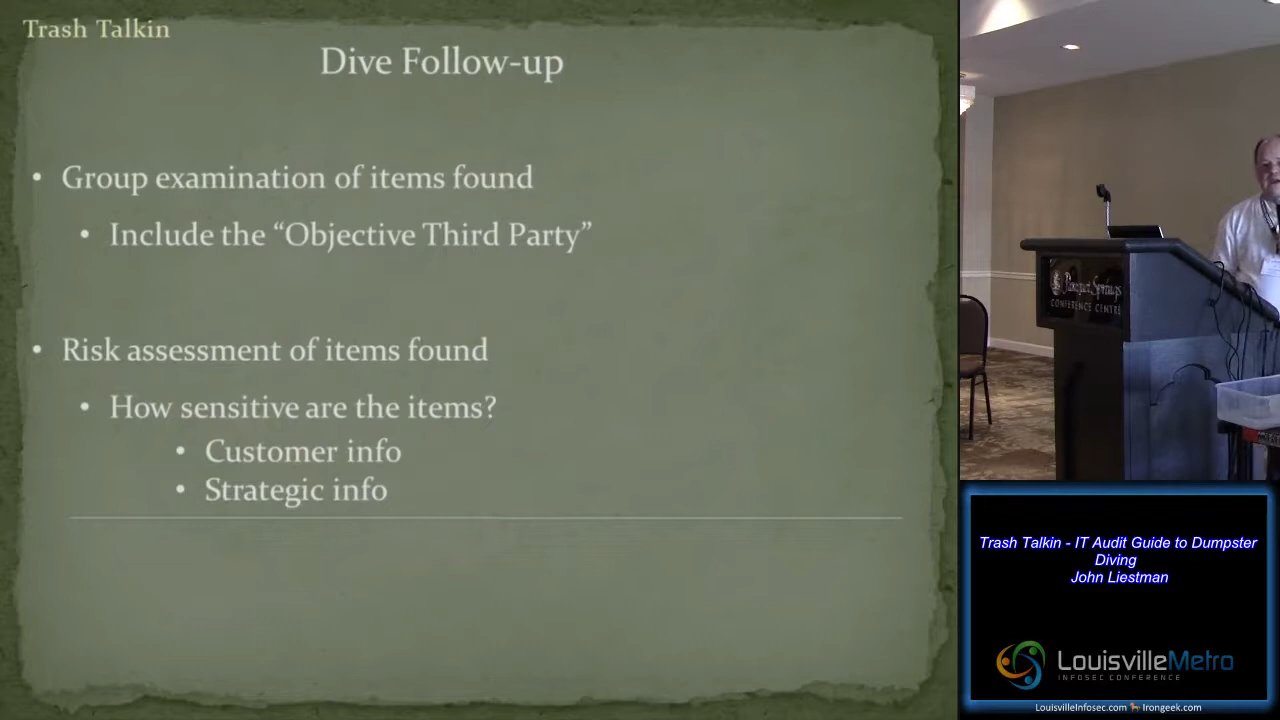 Trash Talkin
Dive Follow-up
• Group examination of items found
• Include the “Objective Third Party”
• Risk assessment of items found
• How sensitive are the items?
• Customer info
• Strategic info
CONFERENCE CENTRE
Trash Talkin - IT Audit Guide to Dumpster
Diving
John Liestman
LouisvilleMetro
INFOSEC CONFERENCE
LouisvilleInfosec.com Irongeek.com